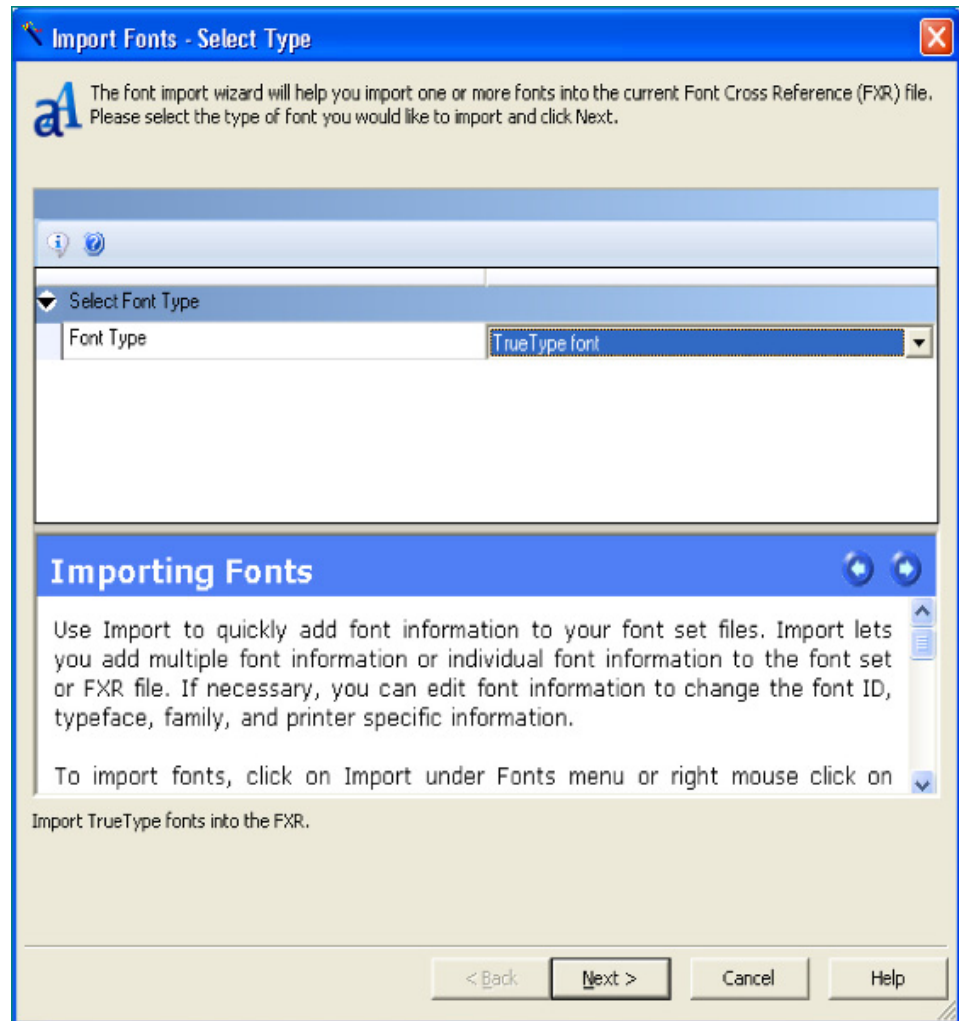 Import Fonts - Select Type
The font import wizard will help you import one or more fonts into the current Font Cross Reference (FXR) file.
Please select the type of font you would like to import and click Next.
Select Font Type
Font Type
TrueType font
Importing Fonts
Use Import to quickly add font information to your font set files. Import lets
you add multiple font information or individual font information to the font set
or FXR file. If necessary, you can edit font information to change the font ID,
typeface, family, and printer specific information.
To import fonts, click on Import under Fonts menu or right mouse click on
Import TrueType fonts into the FXR.
< Back
Next >
Cancel
Help